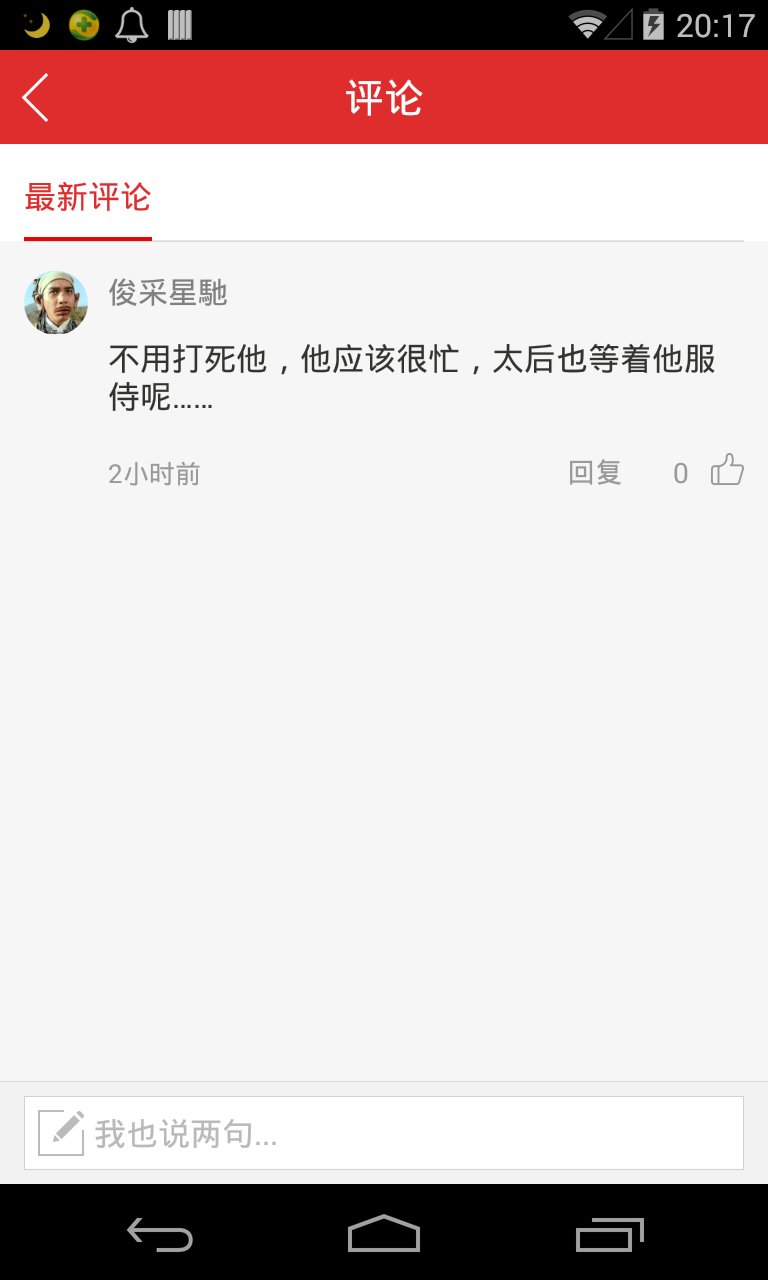 20:17
评论
最新评论
俊采星馳
不用打死他，他应该很忙，太后也等着他服
侍呢……
2小时前 回复 0
我也说两句...